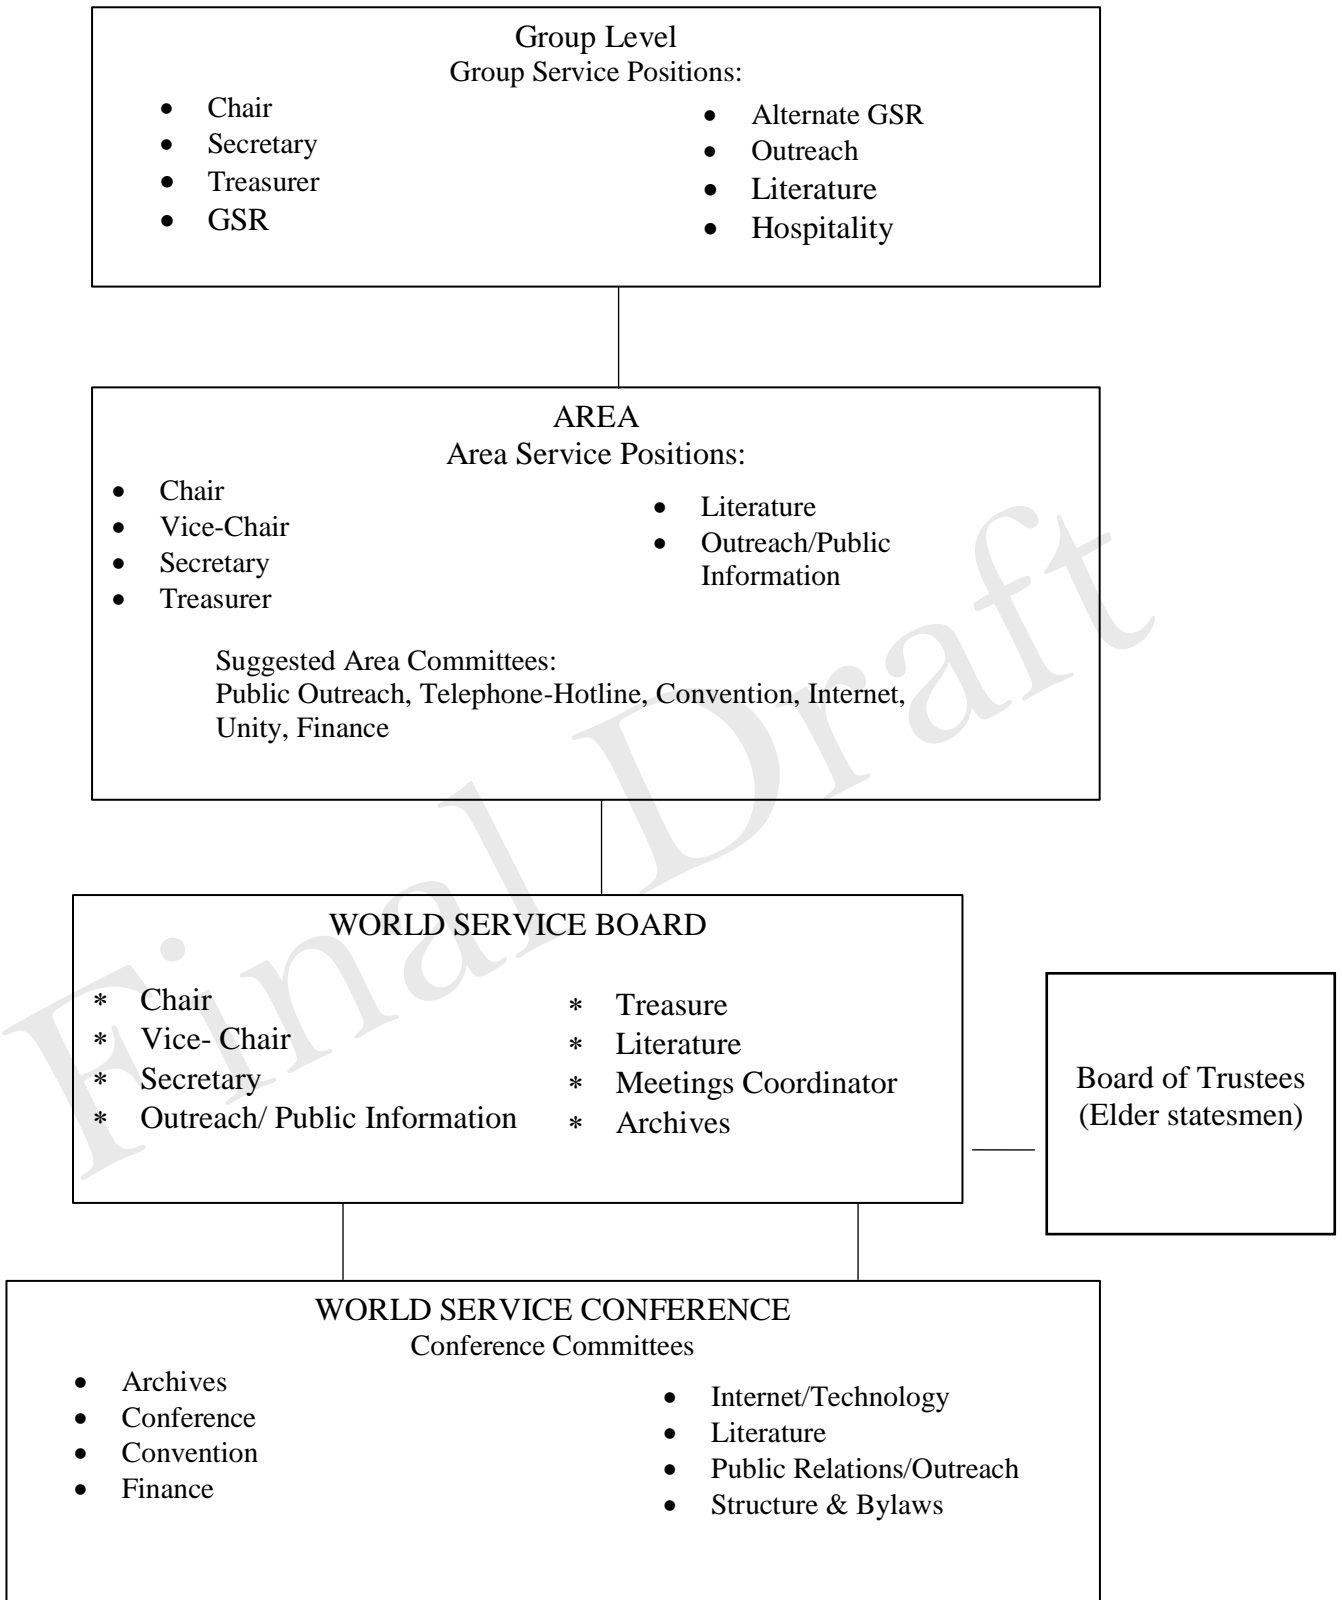 Group Level
Group Service Positions:
• Chair
• Secretary
• Treasurer
• GSR
• Alternate GSR
• Outreach
• Literature
• Hospitality
AREA
Area Service Positions:
• Chair
• Vice-Chair
• Secretary
• Treasurer
• Literature
• Outreach/Public
Information
Suggested Area Committees:
Public Outreach, Telephone-Hotline, Convention, Internet,
Unity, Finance
WORLD SERVICE BOARD
* Chair
* Vice- Chair
* Secretary
* Outreach/ Public Information
* Treasure
* Literature
* Meetings Coordinator
* Archives
Board of Trustees
(Elder statesmen)
WORLD SERVICE CONFERENCE
Conference Committees
• Archives
• Conference
• Convention
• Finance
• Internet/Technology
• Literature
• Public Relations/Outreach
• Structure & Bylaws
Final Draft